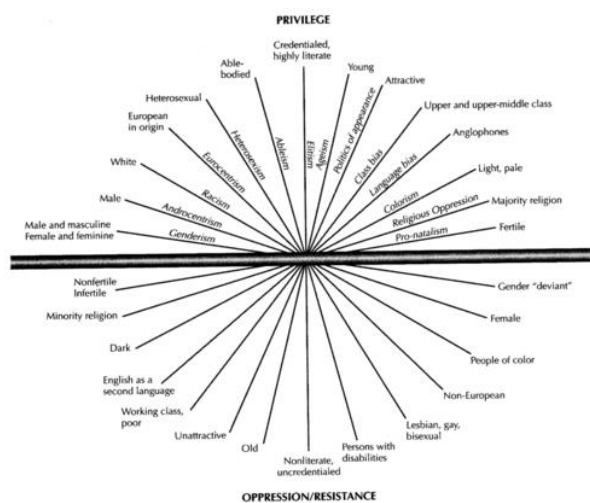 PRIVILEGE
Credentialed,
highly literate
Able-
bodied
Young
Attractive
Heterosexual
Upper and upper-middle class
European
in origin
Anglophones
White
Light, pale
Male
Majority religion
Male and masculine
Female and feminine
Fertile
Genderism
Androcentrism
Racism
Eurocentrism
Heterosexism
Ableism
Elitism
Ageism
Politics of appearance
Class bias
Language bias
Colorism
Religious Oppression
Pro-natalism
Nonfertile
Infertile
Gender "deviant"
Minority religion
Female
Dark
People of color
English as a
second language
Non-European
Working class,
poor
Lesbian, gay,
bisexual
Unattractive
Old
Persons with
disabilities
Nonliterate,
uncredentialed
OPPRESSION/RESISTANCE